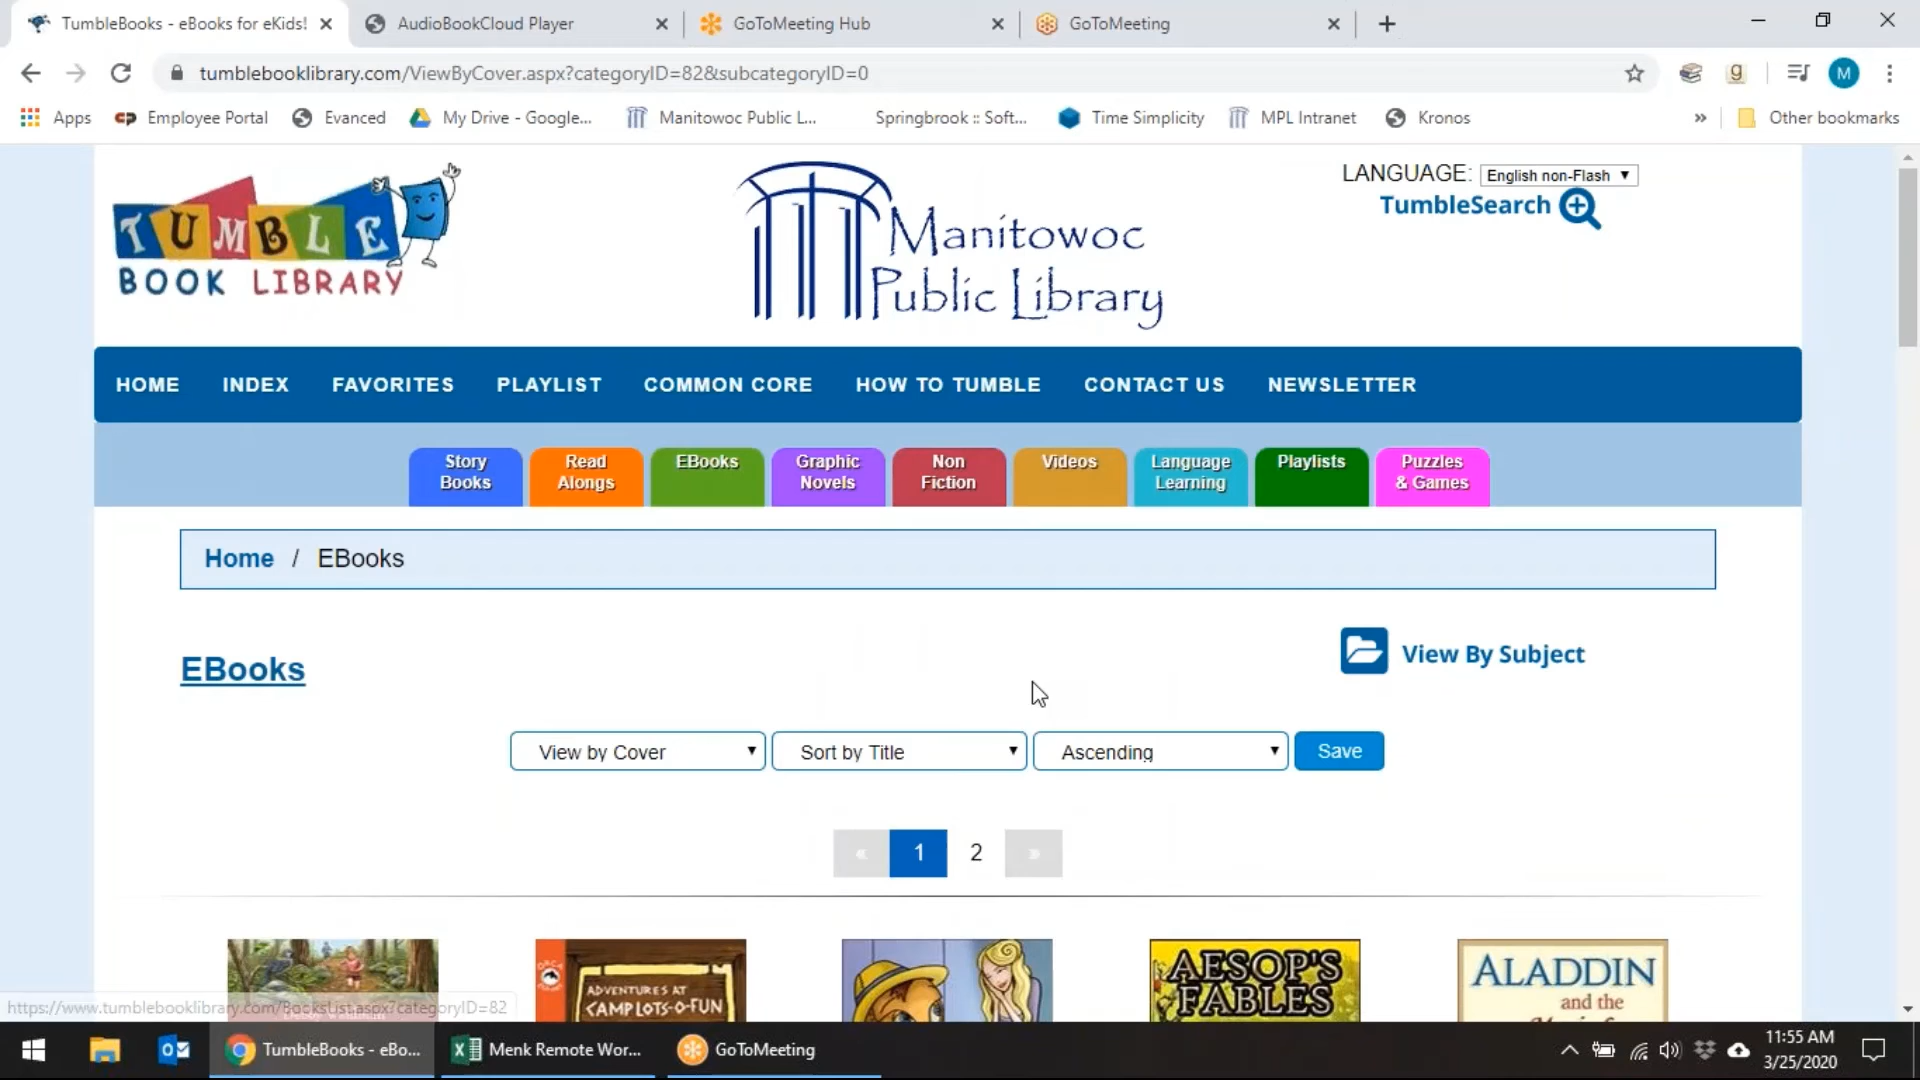 TumbleBooks - eBooks for eKids!
AudioBookCloud Player
GoToMeeting Hub
GoToMeeting
tumblebooklibrary.com/ViewByCover.aspx?categoryID=82&subcategoryID=0
g
M
Apps
Employee Portal
Evanced
My Drive - Google...
Manitowoc Public L...
Springbrook :: Soft...
Time Simplicity
MPL Intranet
Kronos
»
Other bookmarks
TUMBLE
BOOK LIBRARY
Manitowoc
Public Library
LANGUAGE: English non-Flash
TumbleSearch
HOME INDEX FAVORITES PLAYLIST COMMON CORE HOW TO TUMBLE CONTACT US NEWSLETTER
Story
Books
Read
Alongs
EBooks
Graphic
Novels
Non
Fiction
Videos
Language
Learning
Playlists
Puzzles
& Games
Home / EBooks
EBooks
View By Subject
View by Cover
Sort by Title
Ascending
Save
« 1 2 »
ORCA
ADVENTURES AT
CAMP LOTS-O-FUN
AESOP'S
FABLES
ALADDIN
and the
https://www.tumblebooklibrary.com/BooksList.aspx?categoryID=82
TumbleBooks - eBo...
Menk Remote Wor...
GoToMeeting
11:55 AM
3/25/2020